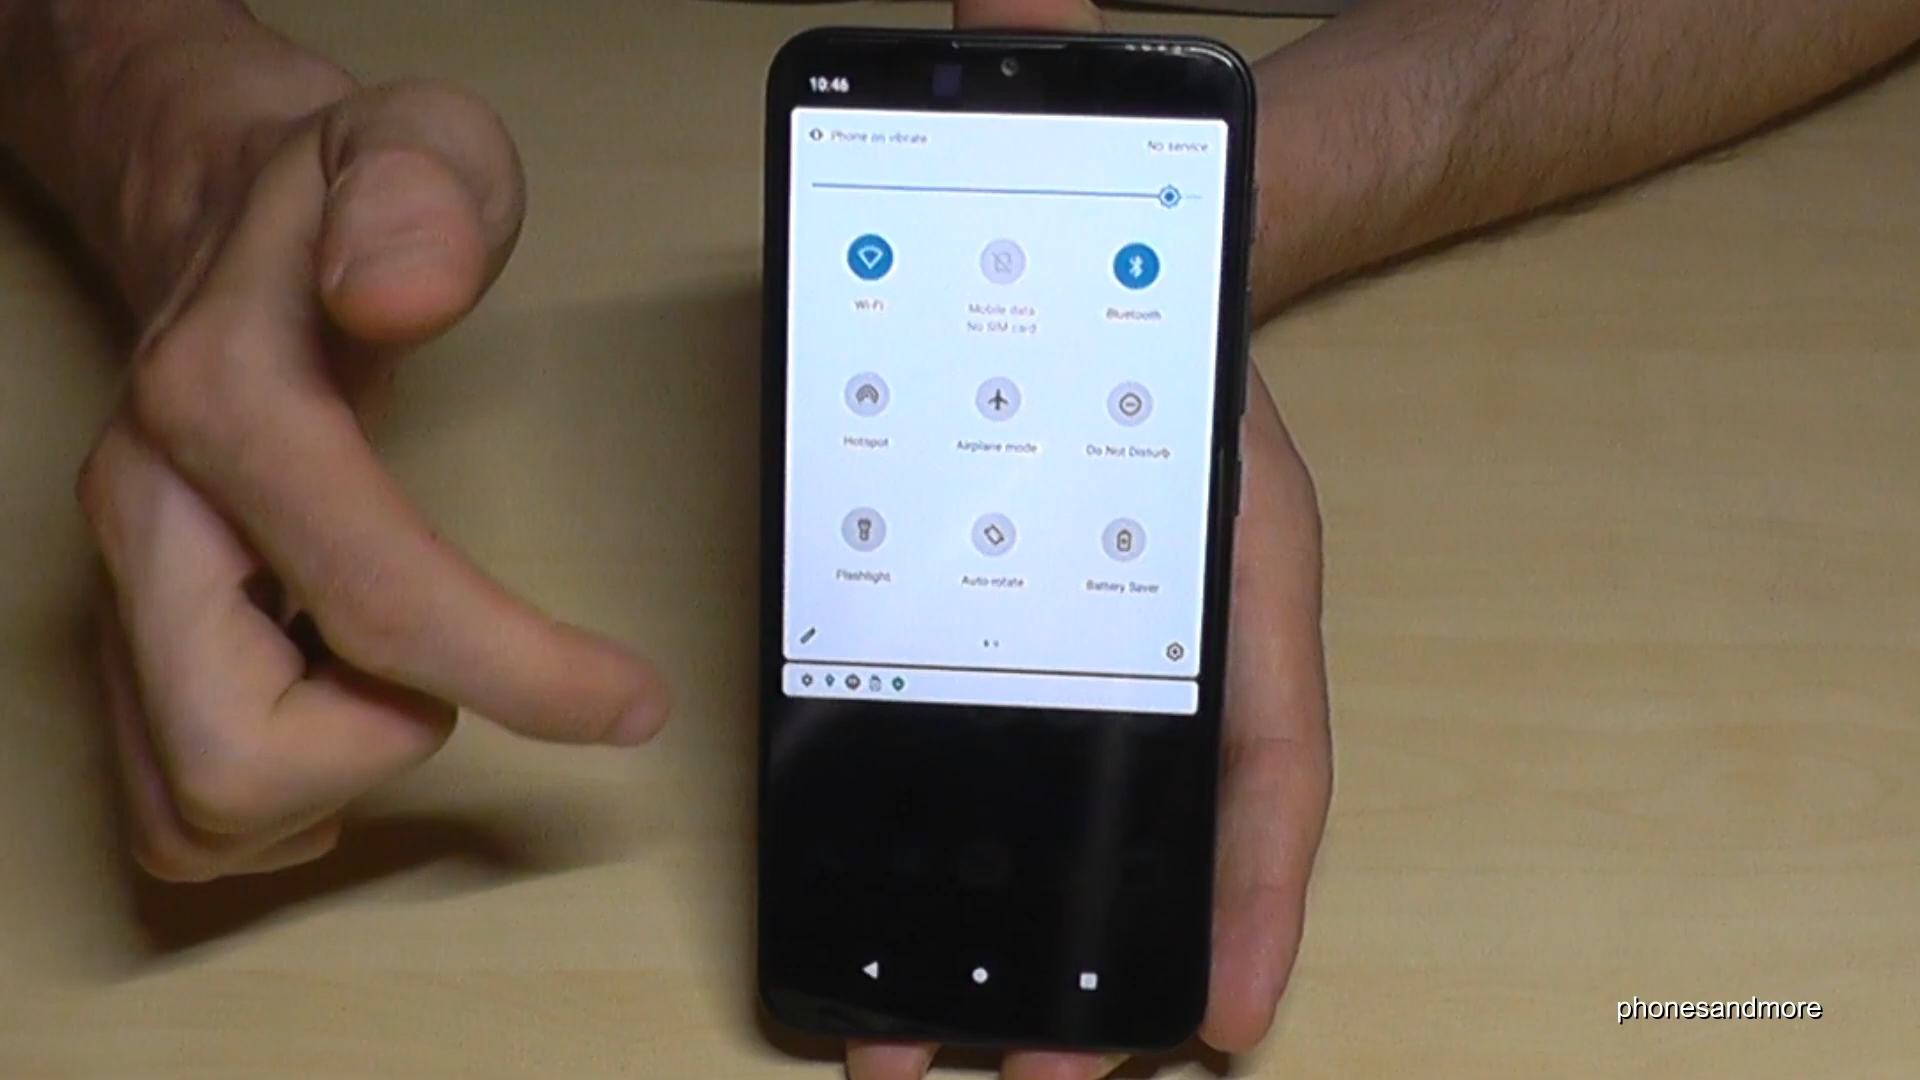 10:46
Phone on vibrate
No service
Wi-Fi
Mobile data
No SIM card
Bluetooth
Hotspot
Airplane mode
Do Not Disturb
Flashlight
Auto-rotate
Battery Saver
phonesandmore